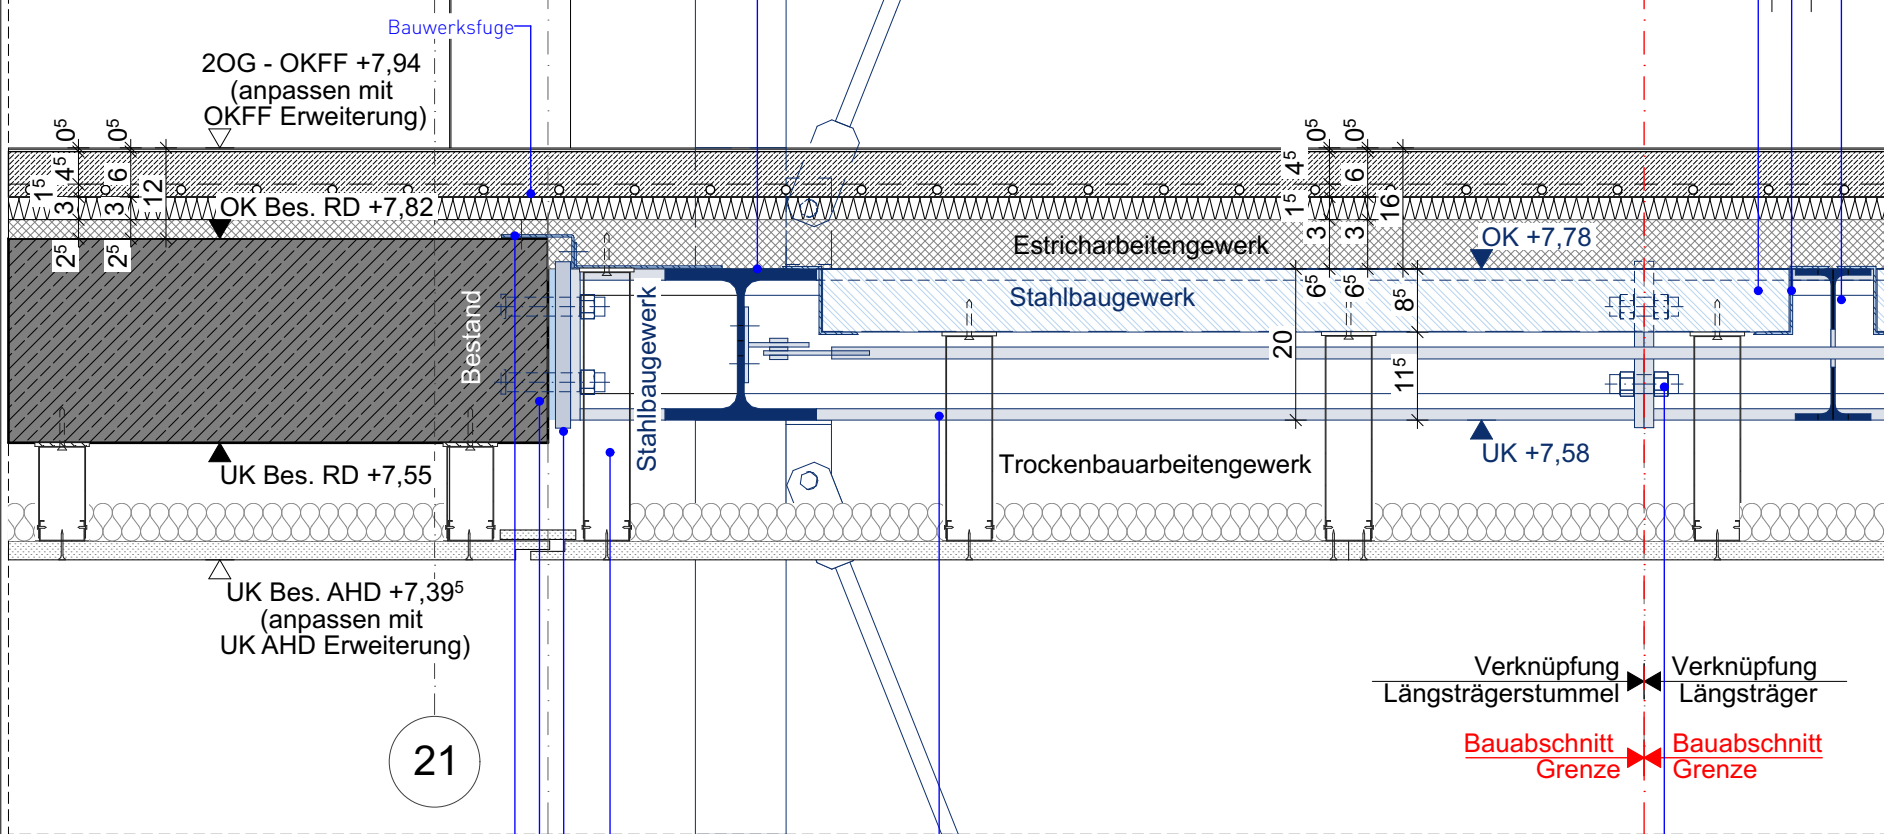 Bauwerksfuge
2OG - OKFF +7,94
(anpassen mit
OKFF Erweiterung)
0⁵
0⁵
4⁵
6
1⁵
3
3
12
2⁵
2⁵
OK Bes. RD +7,82
0⁵
0⁵
4⁵
6
1⁵
16
3
3
6⁵
6⁵
8⁵
20
11⁵
Estricharbeitengewerk
OK +7,78
Stahlbaugewerk
Bestand
Stahlbaugewerk
UK Bes. RD +7,55
Trockenbauarbeitengewerk
UK +7,58
UK Bes. AHD +7,39⁵
(anpassen mit
UK AHD Erweiterung)
21
Verknüpfung
Längsträgerstummel
Verknüpfung
Längsträger
Bauabschnitt
Grenze
Bauabschnitt
Grenze